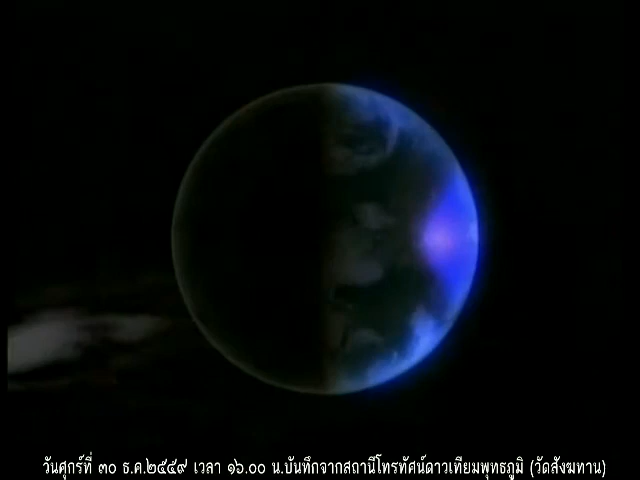 วันศุกร์ที่ ๓๐ ธ.ค.๒๕๕๙ เวลา ๑๖.๐๐ น.บันทึกจากสถานีโทรทัศน์ดาวเทียมพุทธภูมิ (วัดสังฆทาน)